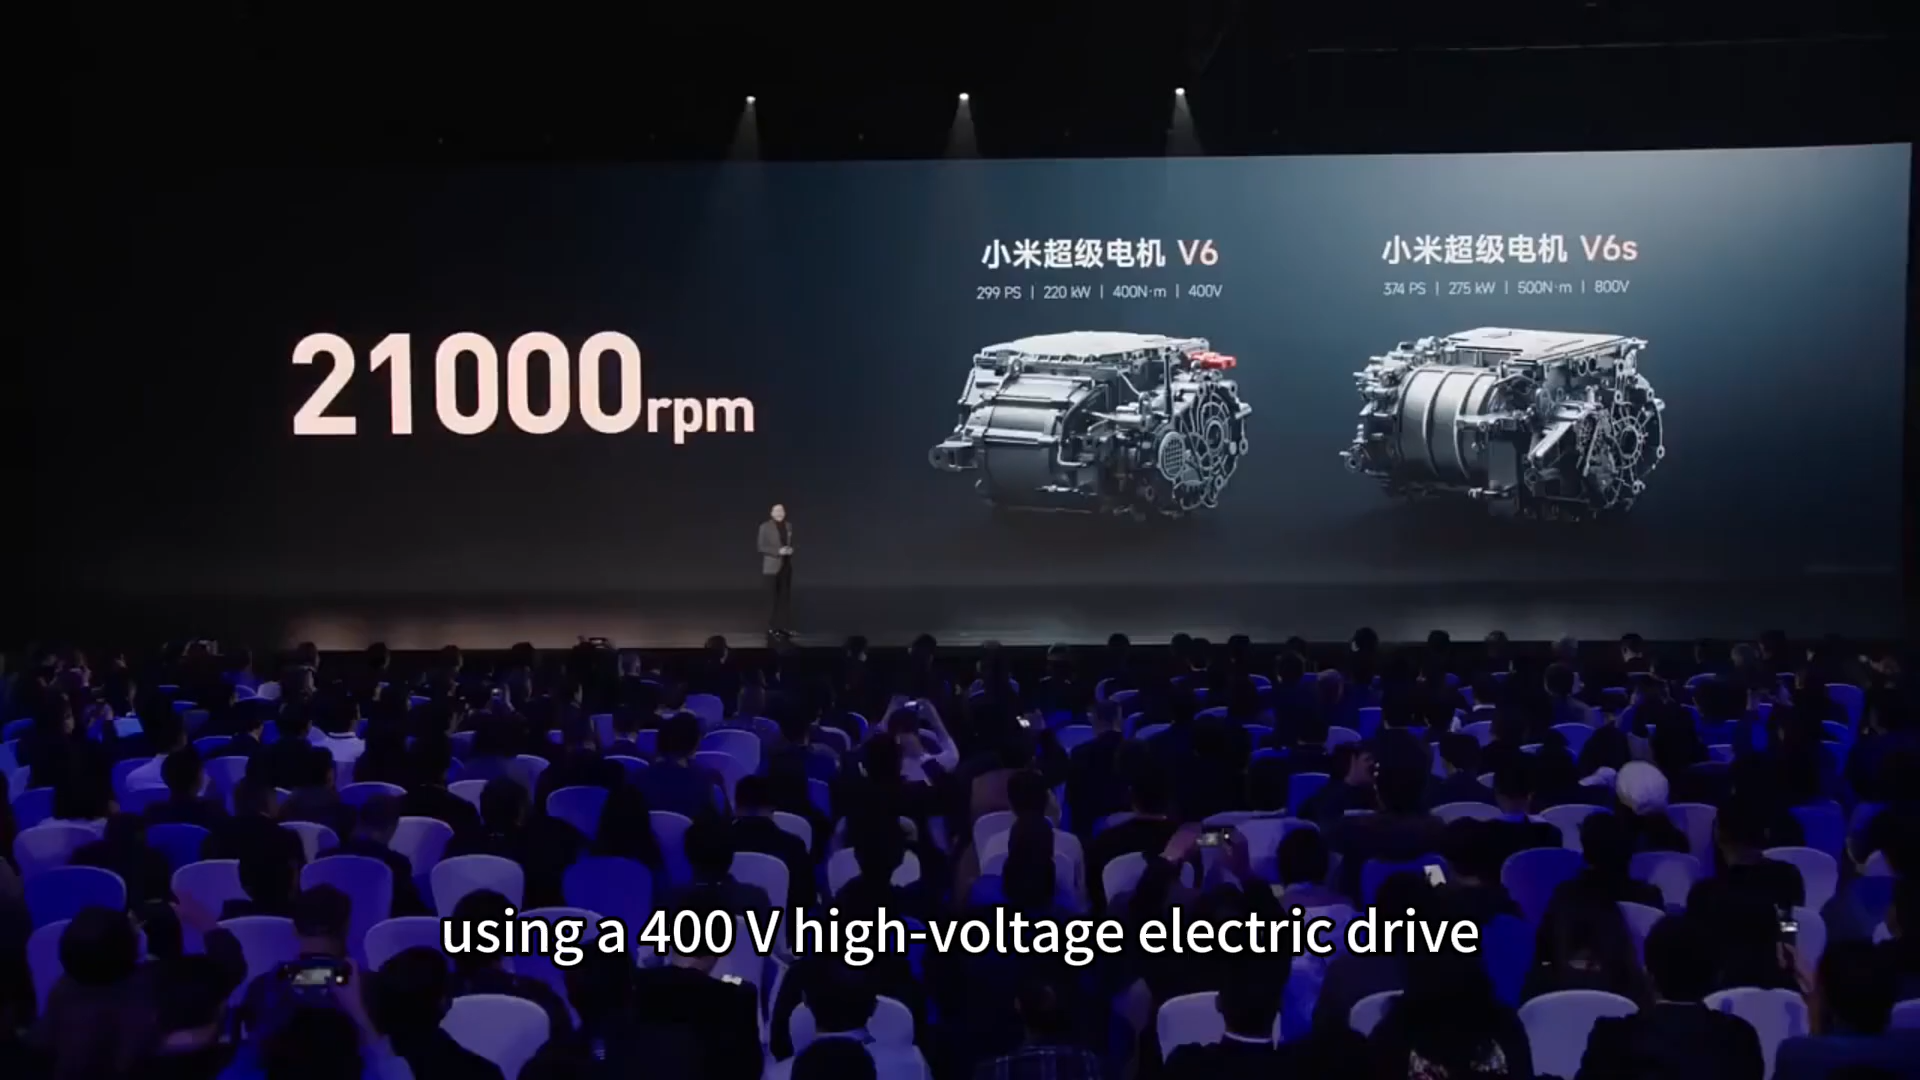 小米超级电机 V6
299 PS | 220 kW | 400N·m | 400V
小米超级电机 V6s
374 PS | 275 kW | 500N·m | 800V
21000rpm
using a 400 V high-voltage electric drive